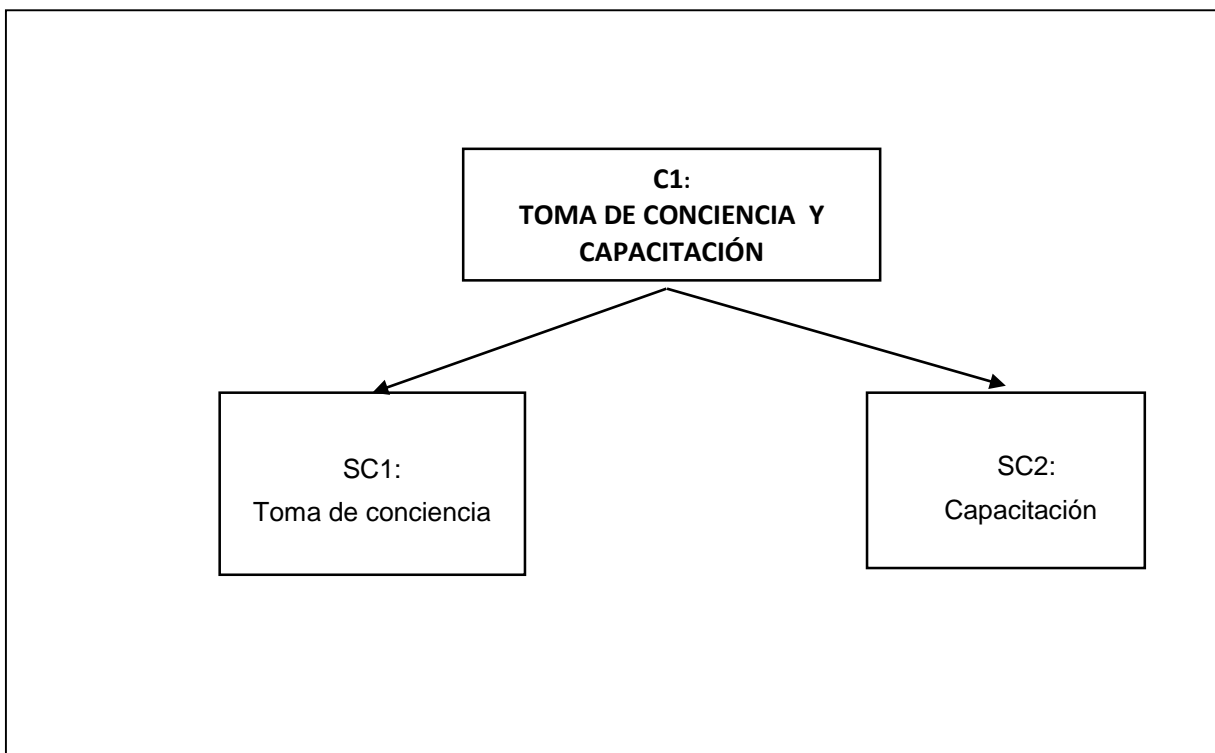 C1:
TOMA DE CONCIENCIA Y
CAPACITACIÓN
SC1:
Toma de conciencia
SC2:
Capacitación